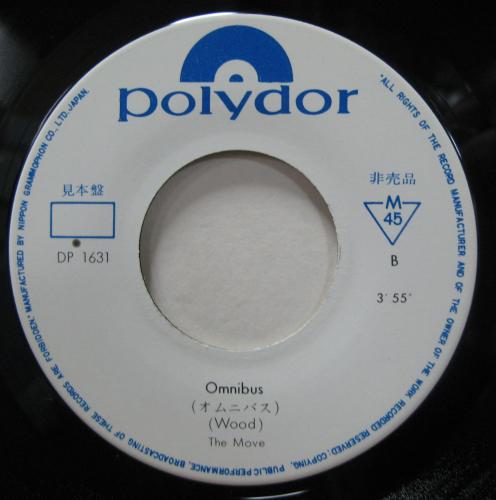 polydor
"ALL RIGHTS OF THE RECORD MANUFACTURER AND OF THE OWNER OF THE WORK RECORDED RESERVED·COPYING, PUBLIC PERFORMANCE, BROADCASTING OF THESE RECORDS ARE FORBIDDEN" MANUFACTURED BY NIPPON GRAMMOPHON CO., LTD. JAPAN.
見本盤
非売品
M
45
DP 1631
B
3′55″
Omnibus
(オムニバス)
(Wood)
The Move